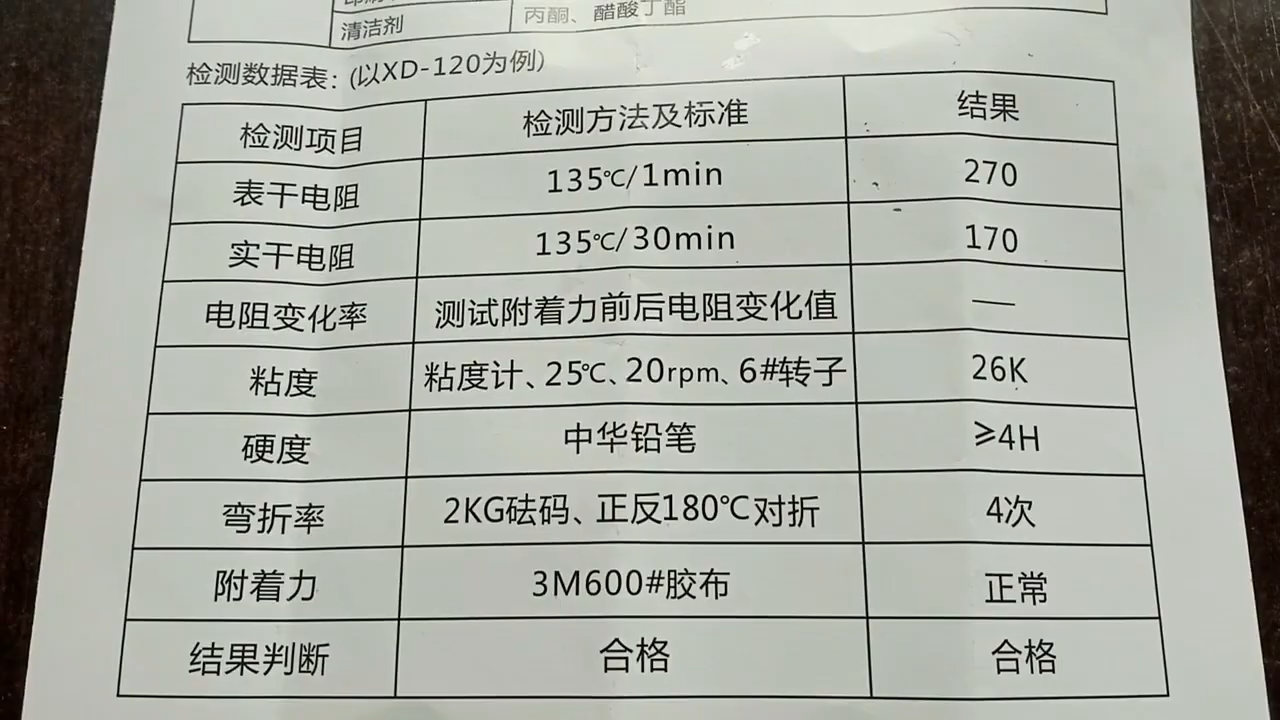 清洁剂 丙酮、醋酸丁酯
检测数据表：(以XD-120为例)
检测项目 检测方法及标准 结果
表干电阻 135℃/1min 270
实干电阻 135℃/30min 170
电阻变化率 测试附着力前后电阻变化值 —
粘度 粘度计、25℃、20rpm、6#转子 26K
硬度 中华铅笔 ≥4H
弯折率 2KG砝码、正反180℃对折 4次
附着力 3M600#胶布 正常
结果判断 合格 合格